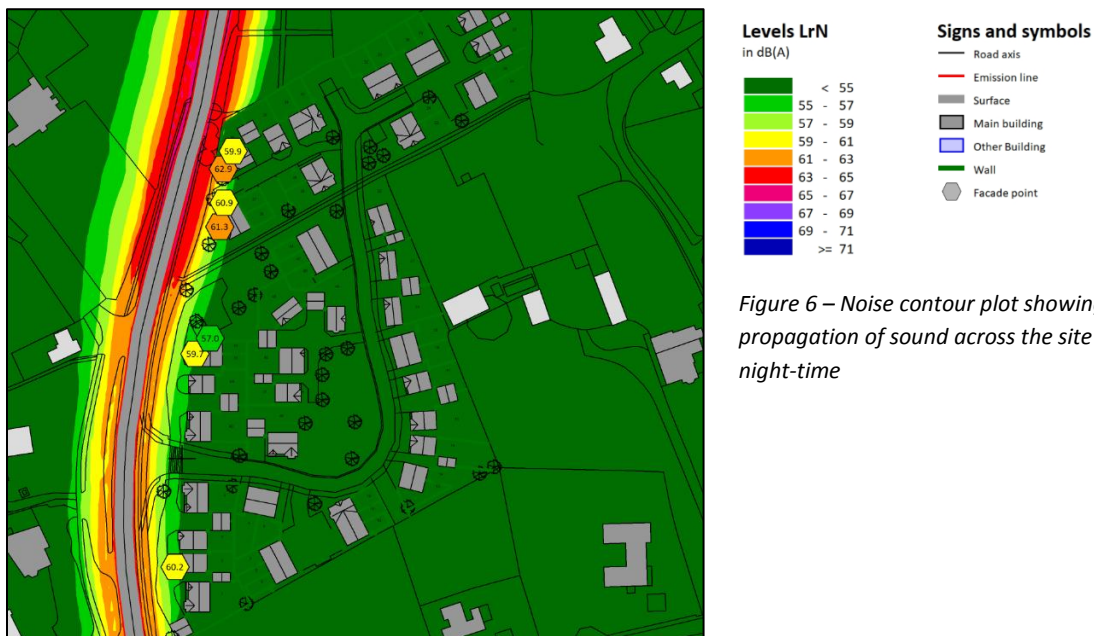 59.9
62.9
60.9
61.3
57.0
59.7
60.2
Levels LrN
in dB(A)
< 55
55 - 57
57 - 59
59 - 61
61 - 63
63 - 65
65 - 67
67 - 69
69 - 71
>= 71
Signs and symbols
Road axis
Emission line
Surface
Main building
Other Building
Wall
Facade point
Figure 6 – Noise contour plot showing
propagation of sound across the site
night-time